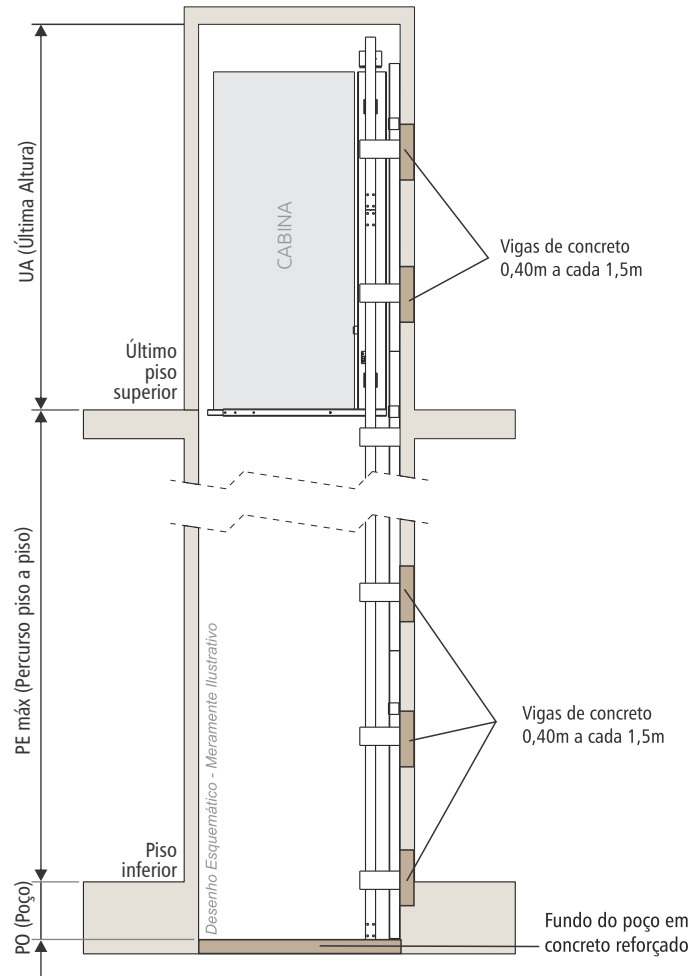 UA (Última Altura)
CABINA
Vigas de concreto
0,40m a cada 1,5m
Último
piso
superior
PE máx (Percurso piso a piso)
Desenho Esquemático - Meramente Ilustrativo
Vigas de concreto
0,40m a cada 1,5m
Piso
inferior
PO (Poço)
Fundo do poço em
concreto reforçado